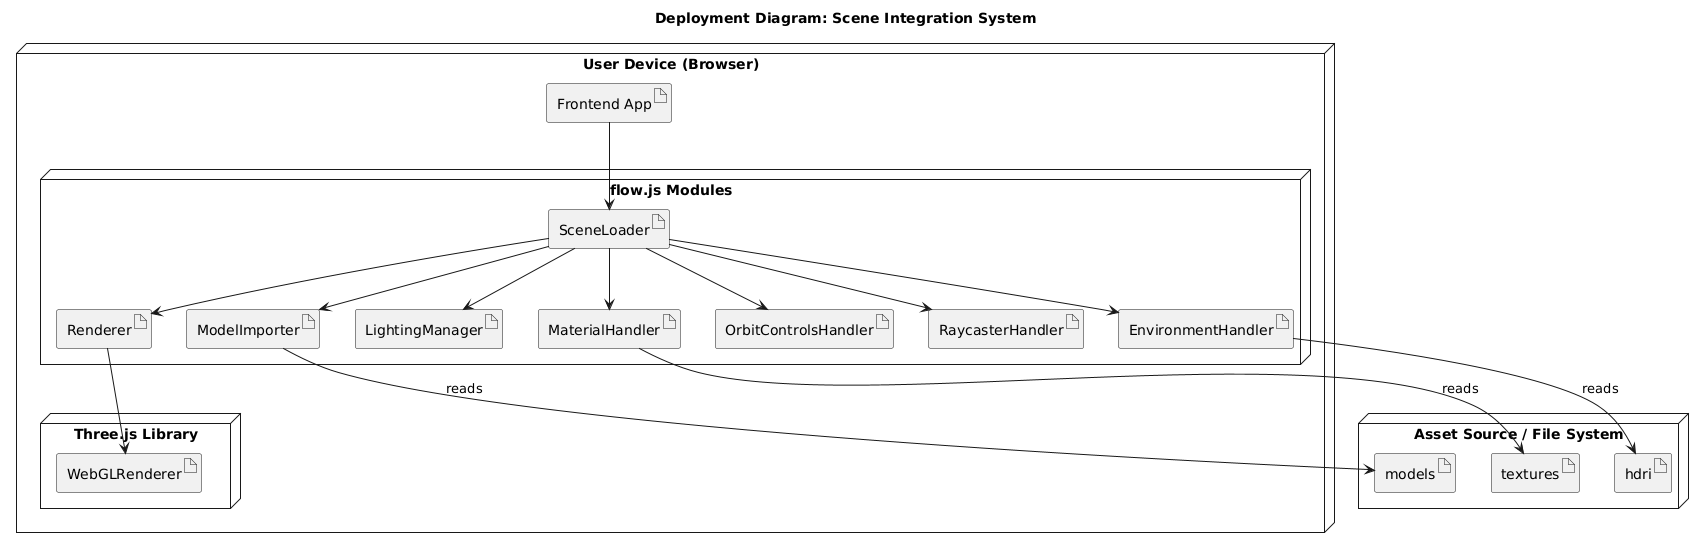 Deployment Diagram: Scene Integration System
User Device (Browser)
Frontend App
flow.js Modules
SceneLoader
Renderer
ModelImporter
LightingManager
MaterialHandler
OrbitControlsHandler
RaycasterHandler
EnvironmentHandler
reads
reads
reads
Three.js Library
WebGLRenderer
Asset Source / File System
models
textures
hdri